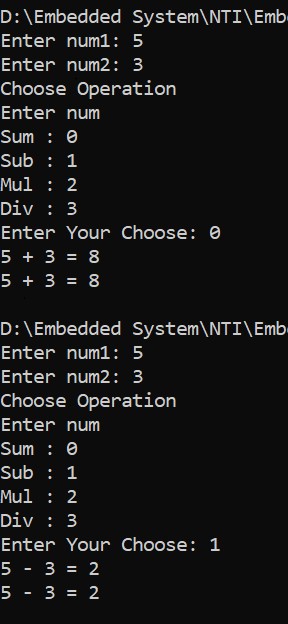 D:\Embedded System\NTI\Emb
Enter num1: 5
Enter num2: 3
Choose Operation
Enter num
Sum : 0
Sub : 1
Mul : 2
Div : 3
Enter Your Choose: 0
5 + 3 = 8
5 + 3 = 8
D:\Embedded System\NTI\Emb
Enter num1: 5
Enter num2: 3
Choose Operation
Enter num
Sum : 0
Sub : 1
Mul : 2
Div : 3
Enter Your Choose: 1
5 - 3 = 2
5 - 3 = 2